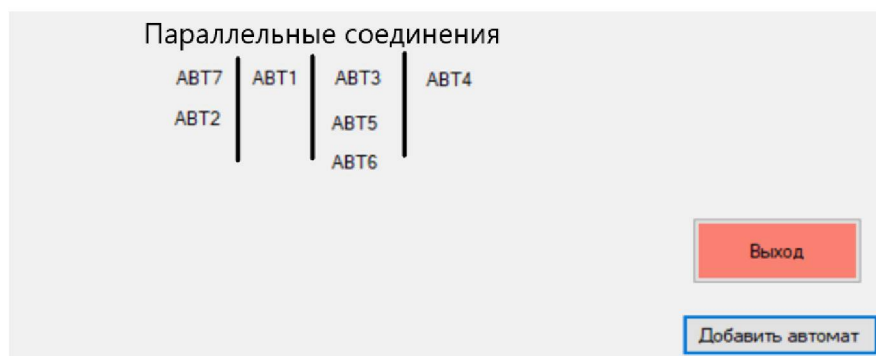 Параллельные соединения
АВТ7 АВТ1 АВТ3 АВТ4
АВТ2 АВТ5
АВТ6
Выход
Добавить автомат